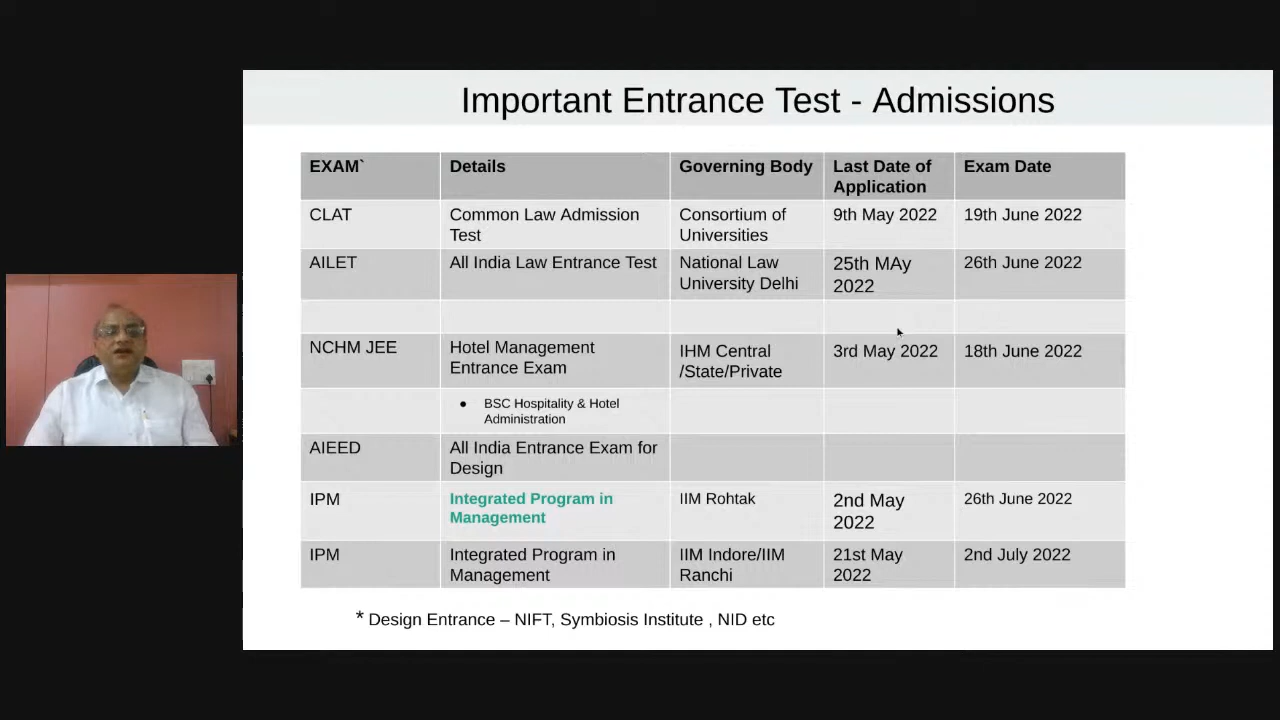 Important Entrance Test - Admissions
EXAM` Details Governing Body Last Date of
Application Exam Date
CLAT Common Law Admission
Test Consortium of
Universities 9th May 2022 19th June 2022
AILET All India Law Entrance Test National Law
University Delhi 25th MAy
2022 26th June 2022
NCHM JEE Hotel Management
Entrance Exam IHM Central
/State/Private 3rd May 2022 18th June 2022
● BSC Hospitality & Hotel
Administration
AIEED All India Entrance Exam for
Design
IPM Integrated Program in
Management IIM Rohtak 2nd May
2022 26th June 2022
IPM Integrated Program in
Management IIM Indore/IIM
Ranchi 21st May
2022 2nd July 2022
* Design Entrance – NIFT, Symbiosis Institute , NID etc